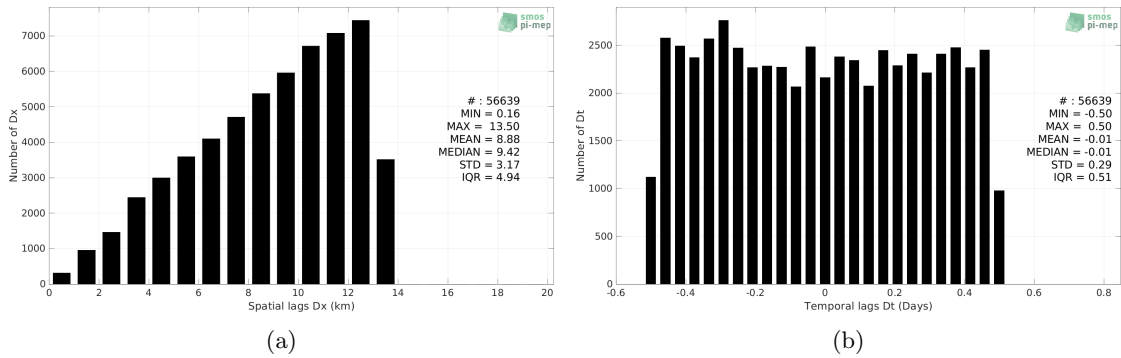 smos
pi-mep
7000
6000
5000
4000
3000
2000
1000
0
Number of Dx
# : 56639
MIN = 0.16
MAX = 13.50
MEAN = 8.88
MEDIAN = 9.42
STD = 3.17
IQR = 4.94
0 2 4 6 8 10 12 14 16 18 20
Spatial lags Dx (km)
(a)
smos
pi-mep
2500
2000
1500
1000
500
0
Number of Dt
# : 56639
MIN = -0.50
MAX = 0.50
MEAN = -0.01
MEDIAN = -0.01
STD = 0.29
IQR = 0.51
-0.6 -0.4 -0.2 0 0.2 0.4 0.6 0.8
Temporal lags Dt (Days)
(b)